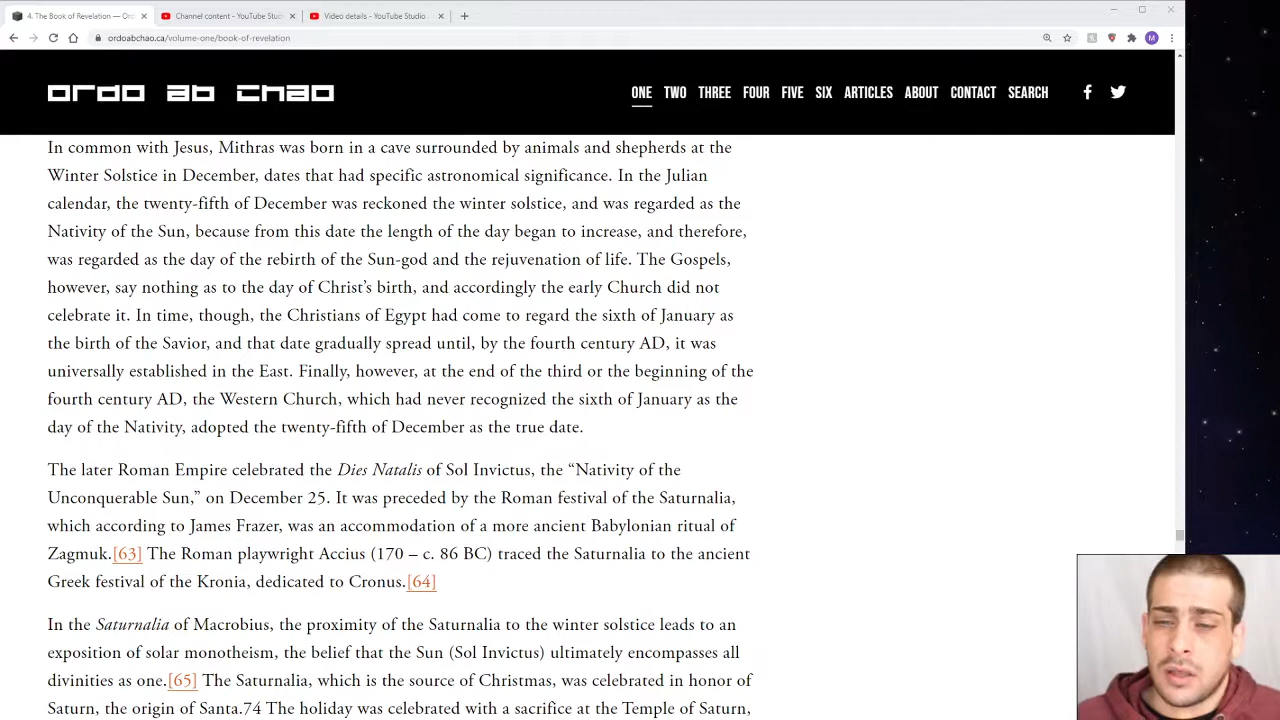 4. The Book of Revelation — Ord
Channel content - YouTube Studi
Video details - YouTube Studio
ordoabchao.ca/volume-one/book-of-revelation
M
ordo ab chao
ONE TWO THREE FOUR FIVE SIX ARTICLES ABOUT CONTACT SEARCH
In common with Jesus, Mithras was born in a cave surrounded by animals and shepherds at the
Winter Solstice in December, dates that had specific astronomical significance. In the Julian
calendar, the twenty-fifth of December was reckoned the winter solstice, and was regarded as the
Nativity of the Sun, because from this date the length of the day began to increase, and therefore,
was regarded as the day of the rebirth of the Sun-god and the rejuvenation of life. The Gospels,
however, say nothing as to the day of Christ’s birth, and accordingly the early Church did not
celebrate it. In time, though, the Christians of Egypt had come to regard the sixth of January as
the birth of the Savior, and that date gradually spread until, by the fourth century AD, it was
universally established in the East. Finally, however, at the end of the third or the beginning of the
fourth century AD, the Western Church, which had never recognized the sixth of January as the
day of the Nativity, adopted the twenty-fifth of December as the true date.
The later Roman Empire celebrated the Dies Natalis of Sol Invictus, the “Nativity of the
Unconquerable Sun,” on December 25. It was preceded by the Roman festival of the Saturnalia,
which according to James Frazer, was an accommodation of a more ancient Babylonian ritual of
Zagmuk.[63] The Roman playwright Accius (170 – c. 86 BC) traced the Saturnalia to the ancient
Greek festival of the Kronia, dedicated to Cronus.[64]
In the Saturnalia of Macrobius, the proximity of the Saturnalia to the winter solstice leads to an
exposition of solar monotheism, the belief that the Sun (Sol Invictus) ultimately encompasses all
divinities as one.[65] The Saturnalia, which is the source of Christmas, was celebrated in honor of
Saturn, the origin of Santa.74 The holiday was celebrated with a sacrifice at the Temple of Saturn,